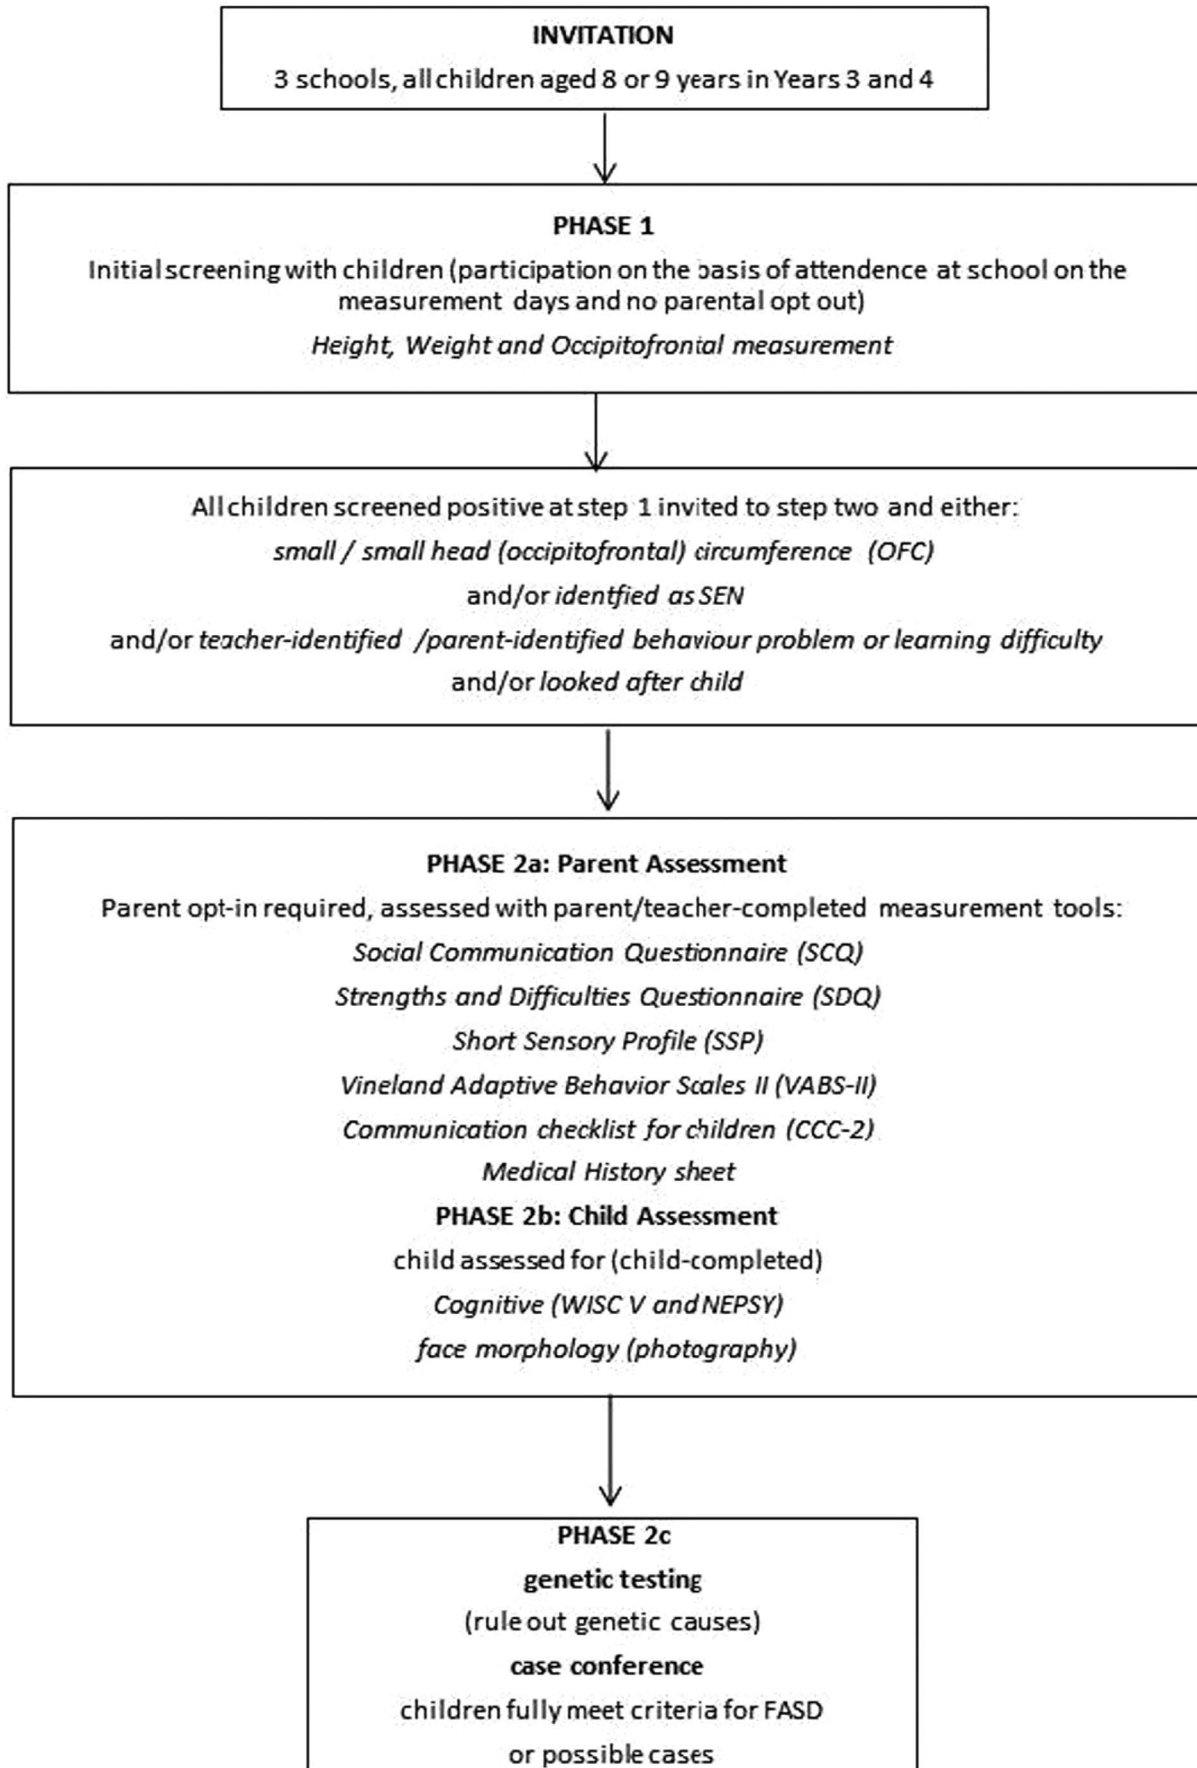 INVITATION
3 schools, all children aged 8 or 9 years in Years 3 and 4
PHASE 1
Initial screening with children (participation on the basis of attendence at school on the
measurement days and no parental opt out)
Height, Weight and Occipitofrontal measurement
All children screened positive at step 1 invited to step two and either:
small / small head (occipitofrontal) circumference (OFC)
and/or identfied as SEN
and/or teacher-identified /parent-identified behaviour problem or learning difficulty
and/or looked after child
PHASE 2a: Parent Assessment
Parent opt-in required, assessed with parent/teacher-completed measurement tools:
Social Communication Questionnaire (SCQ)
Strengths and Difficulties Questionnaire (SDQ)
Short Sensory Profile (SSP)
Vineland Adaptive Behavior Scales II (VABS-II)
Communication checklist for children (CCC-2)
Medical History sheet
PHASE 2b: Child Assessment
child assessed for (child-completed)
Cognitive (WISC V and NEPSY)
face morphology (photography)
PHASE 2c
genetic testing
(rule out genetic causes)
case conference
children fully meet criteria for FASD
or possible cases